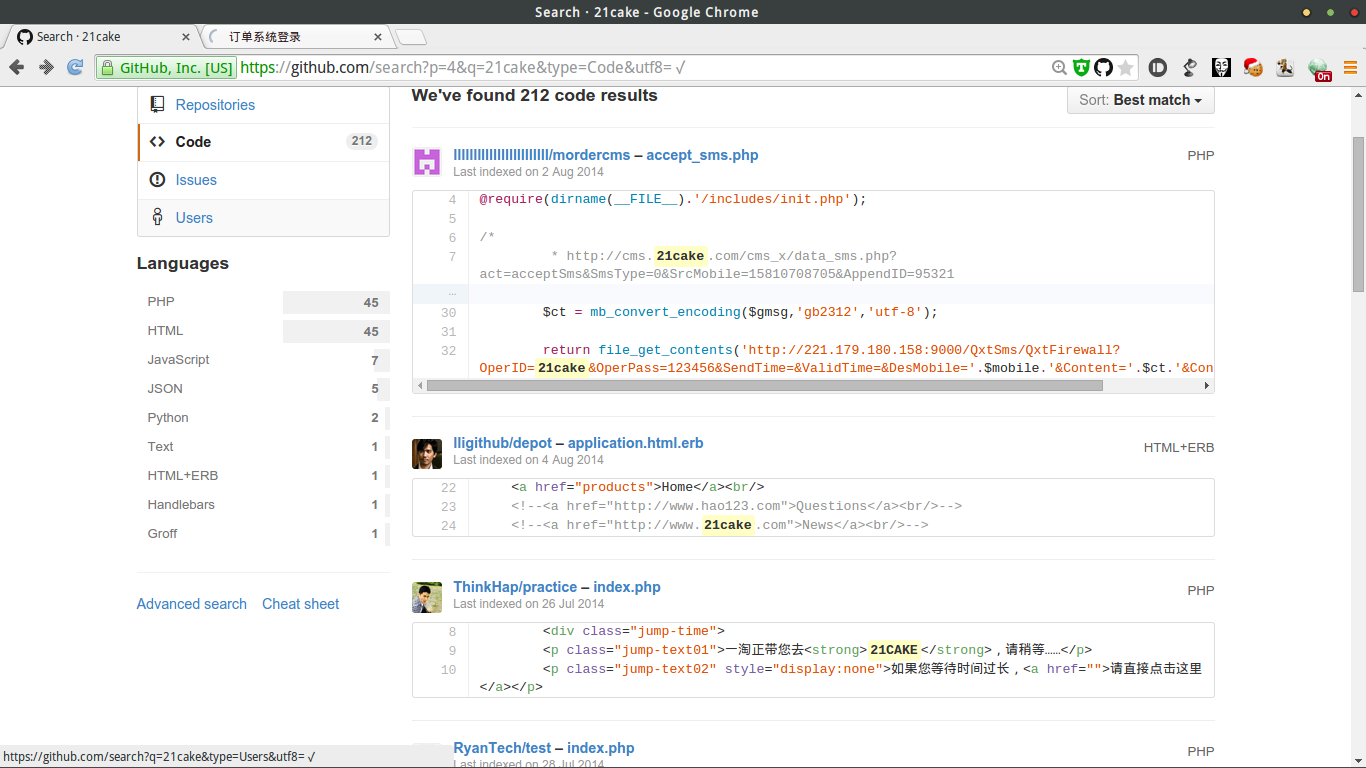 Search · 21cake - Google Chrome
Search · 21cake
订单系统登录
GitHub, Inc. [US] https://github.com/search?p=4&q=21cake&type=Code&utf8=√
0n
Repositories
Code 212
Issues
Users
Languages
PHP 45
HTML 45
JavaScript 7
JSON 5
Python 2
Text 1
HTML+ERB 1
Handlebars 1
Groff 1
Advanced search Cheat sheet
We've found 212 code results
Sort: Best match
/mordercms – accept_sms.php
PHP
Last indexed on 2 Aug 2014
4 @require(dirname(__FILE__).'/includes/init.php');
5
6 /*
7 * http://cms.21cake.com/cms_x/data_sms.php?
act=acceptSms&SmsType=0&SrcMobile=15810708705&AppendID=95321
…
30 $ct = mb_convert_encoding($gmsg,'gb2312','utf-8');
31
32 return file_get_contents('http://221.179.180.158:9000/QxtSms/QxtFirewall?
OperID=21cake&OperPass=123456&SendTime=&ValidTime=&DesMobile='.$mobile.'&Content='.$ct.'&Con
lligithub/depot – application.html.erb
HTML+ERB
Last indexed on 4 Aug 2014
22 <a href="products">Home</a><br/>
23 <!--<a href="http://www.hao123.com">Questions</a><br/>-->
24 <!--<a href="http://www.21cake.com">News</a><br/>-->
ThinkHap/practice – index.php
PHP
Last indexed on 26 Jul 2014
8 <div class="jump-time">
9 <p class="jump-text01">一淘正带您去<strong>21CAKE</strong>，请稍等……</p>
10 <p class="jump-text02" style="display:none">如果您等待时间过长，<a href="">请直接点击这里
</a></p>
RyanTech/test – index.php
PHP
Last indexed on 28 Jul 2014
https://github.com/search?q=21cake&type=Users&utf8=√